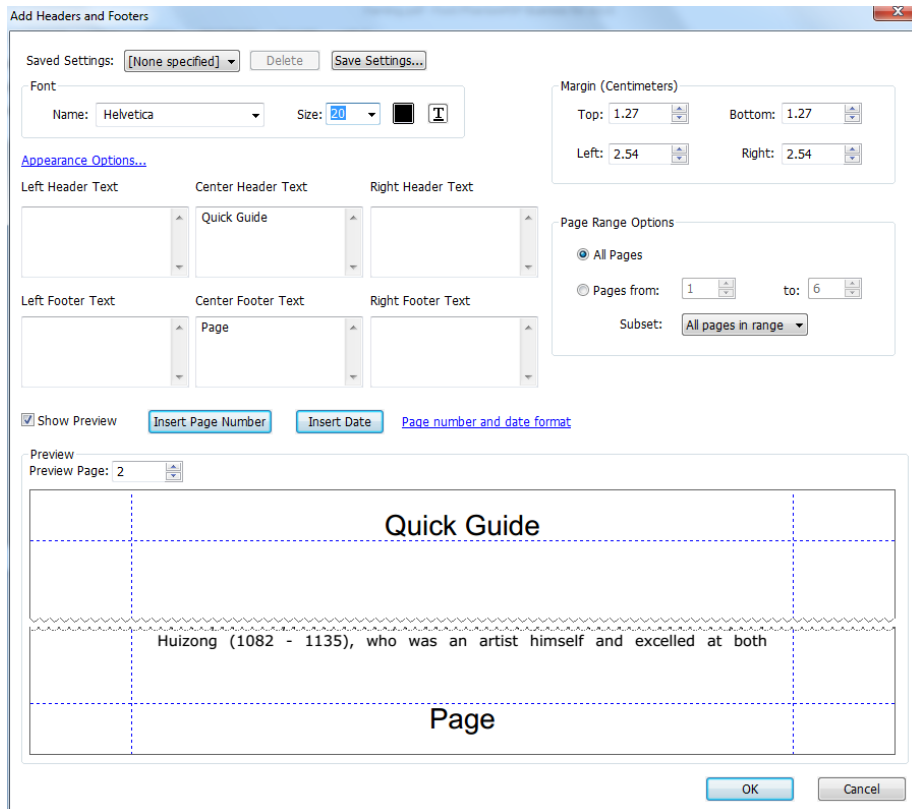 Add Headers and Footers
Saved Settings: [None specified] Delete Save Settings...
Font
Name: Helvetica Size: 20 T
Margin (Centimeters)
Top: 1.27 Bottom: 1.27
Left: 2.54 Right: 2.54
Appearance Options...
Left Header Text Center Header Text Right Header Text
Quick Guide
Page Range Options
All Pages
Pages from: 1 to: 6
Subset: All pages in range
Left Footer Text Center Footer Text Right Footer Text
Page
Show Preview Insert Page Number Insert Date Page number and date format
Preview
Preview Page: 2
Quick Guide
Huizong (1082 - 1135), who was an artist himself and excelled at both
Page
OK Cancel